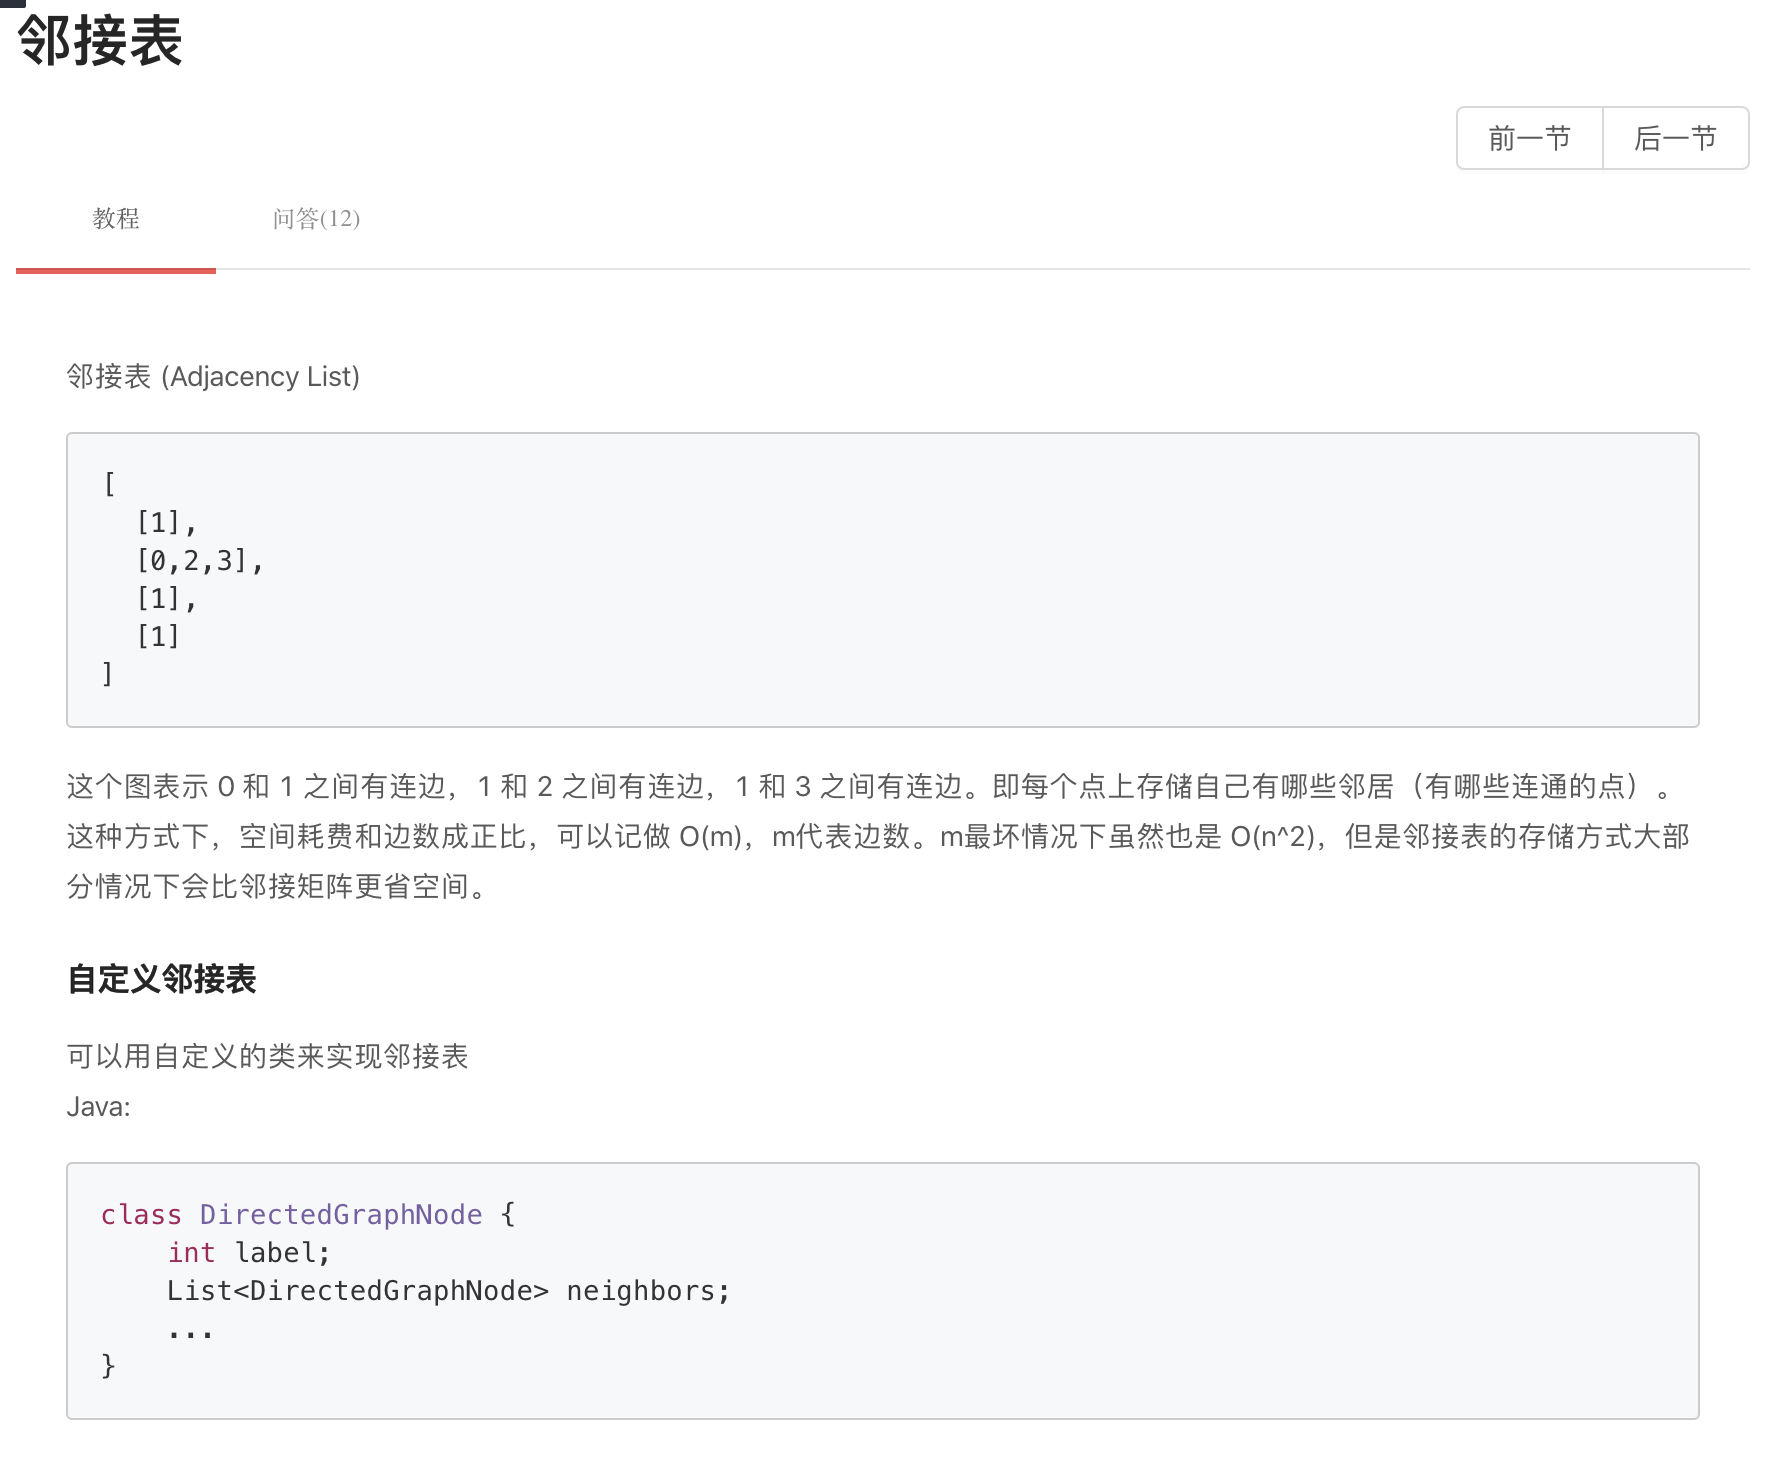 邻接表
前一节 后一节
教程 问答(12)
邻接表 (Adjacency List)
[
  [1],
  [0,2,3],
  [1],
  [1]
]
这个图表示 0 和 1 之间有连边，1 和 2 之间有连边，1 和 3 之间有连边。即每个点上存储自己有哪些邻居（有哪些连通的点）。
这种方式下，空间耗费和边数成正比，可以记做 O(m)，m代表边数。m最坏情况下虽然也是 O(n^2)，但是邻接表的存储方式大部
分情况下会比邻接矩阵更省空间。
自定义邻接表
可以用自定义的类来实现邻接表
Java:
class DirectedGraphNode {
    int label;
    List<DirectedGraphNode> neighbors;
    ...
}